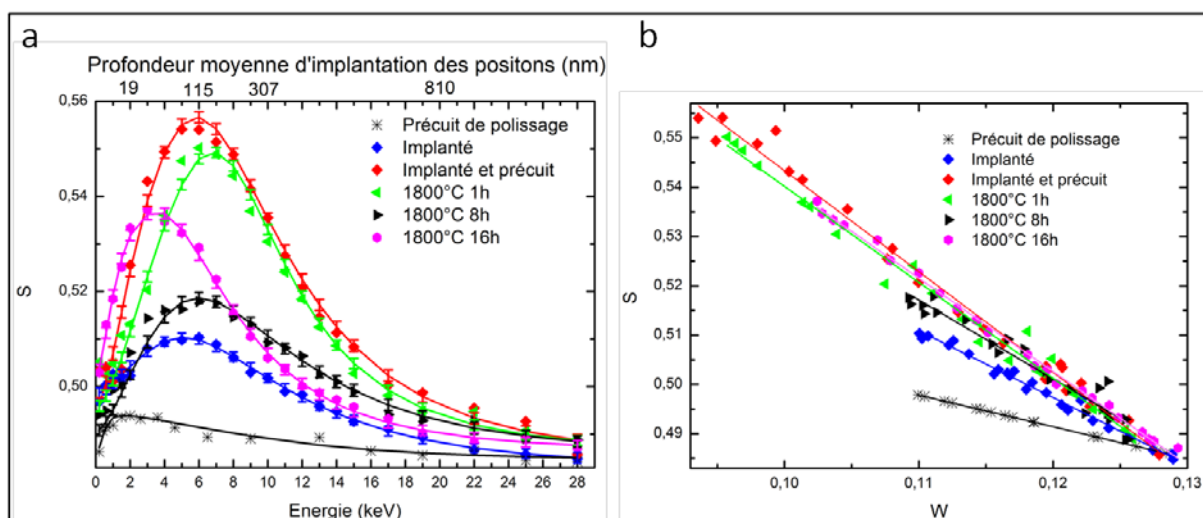 a
Profondeur moyenne d'implantation des positons (nm)
19 115 307 810
0,56
0,54
0,52
0,50
S
Précuit de polissage
Implanté
Implanté et précuit
1800°C 1h
1800°C 8h
1800°C 16h
0 2 4 6 8 10 12 14 16 18 20 22 24 26 28
Energie (keV)
b
0,55
0,54
0,53
0,52
0,51
0,50
0,49
S
Précuit de polissage
Implanté
Implanté et précuit
1800°C 1h
1800°C 8h
1800°C 16h
0,10 0,11 0,12 0,13
W